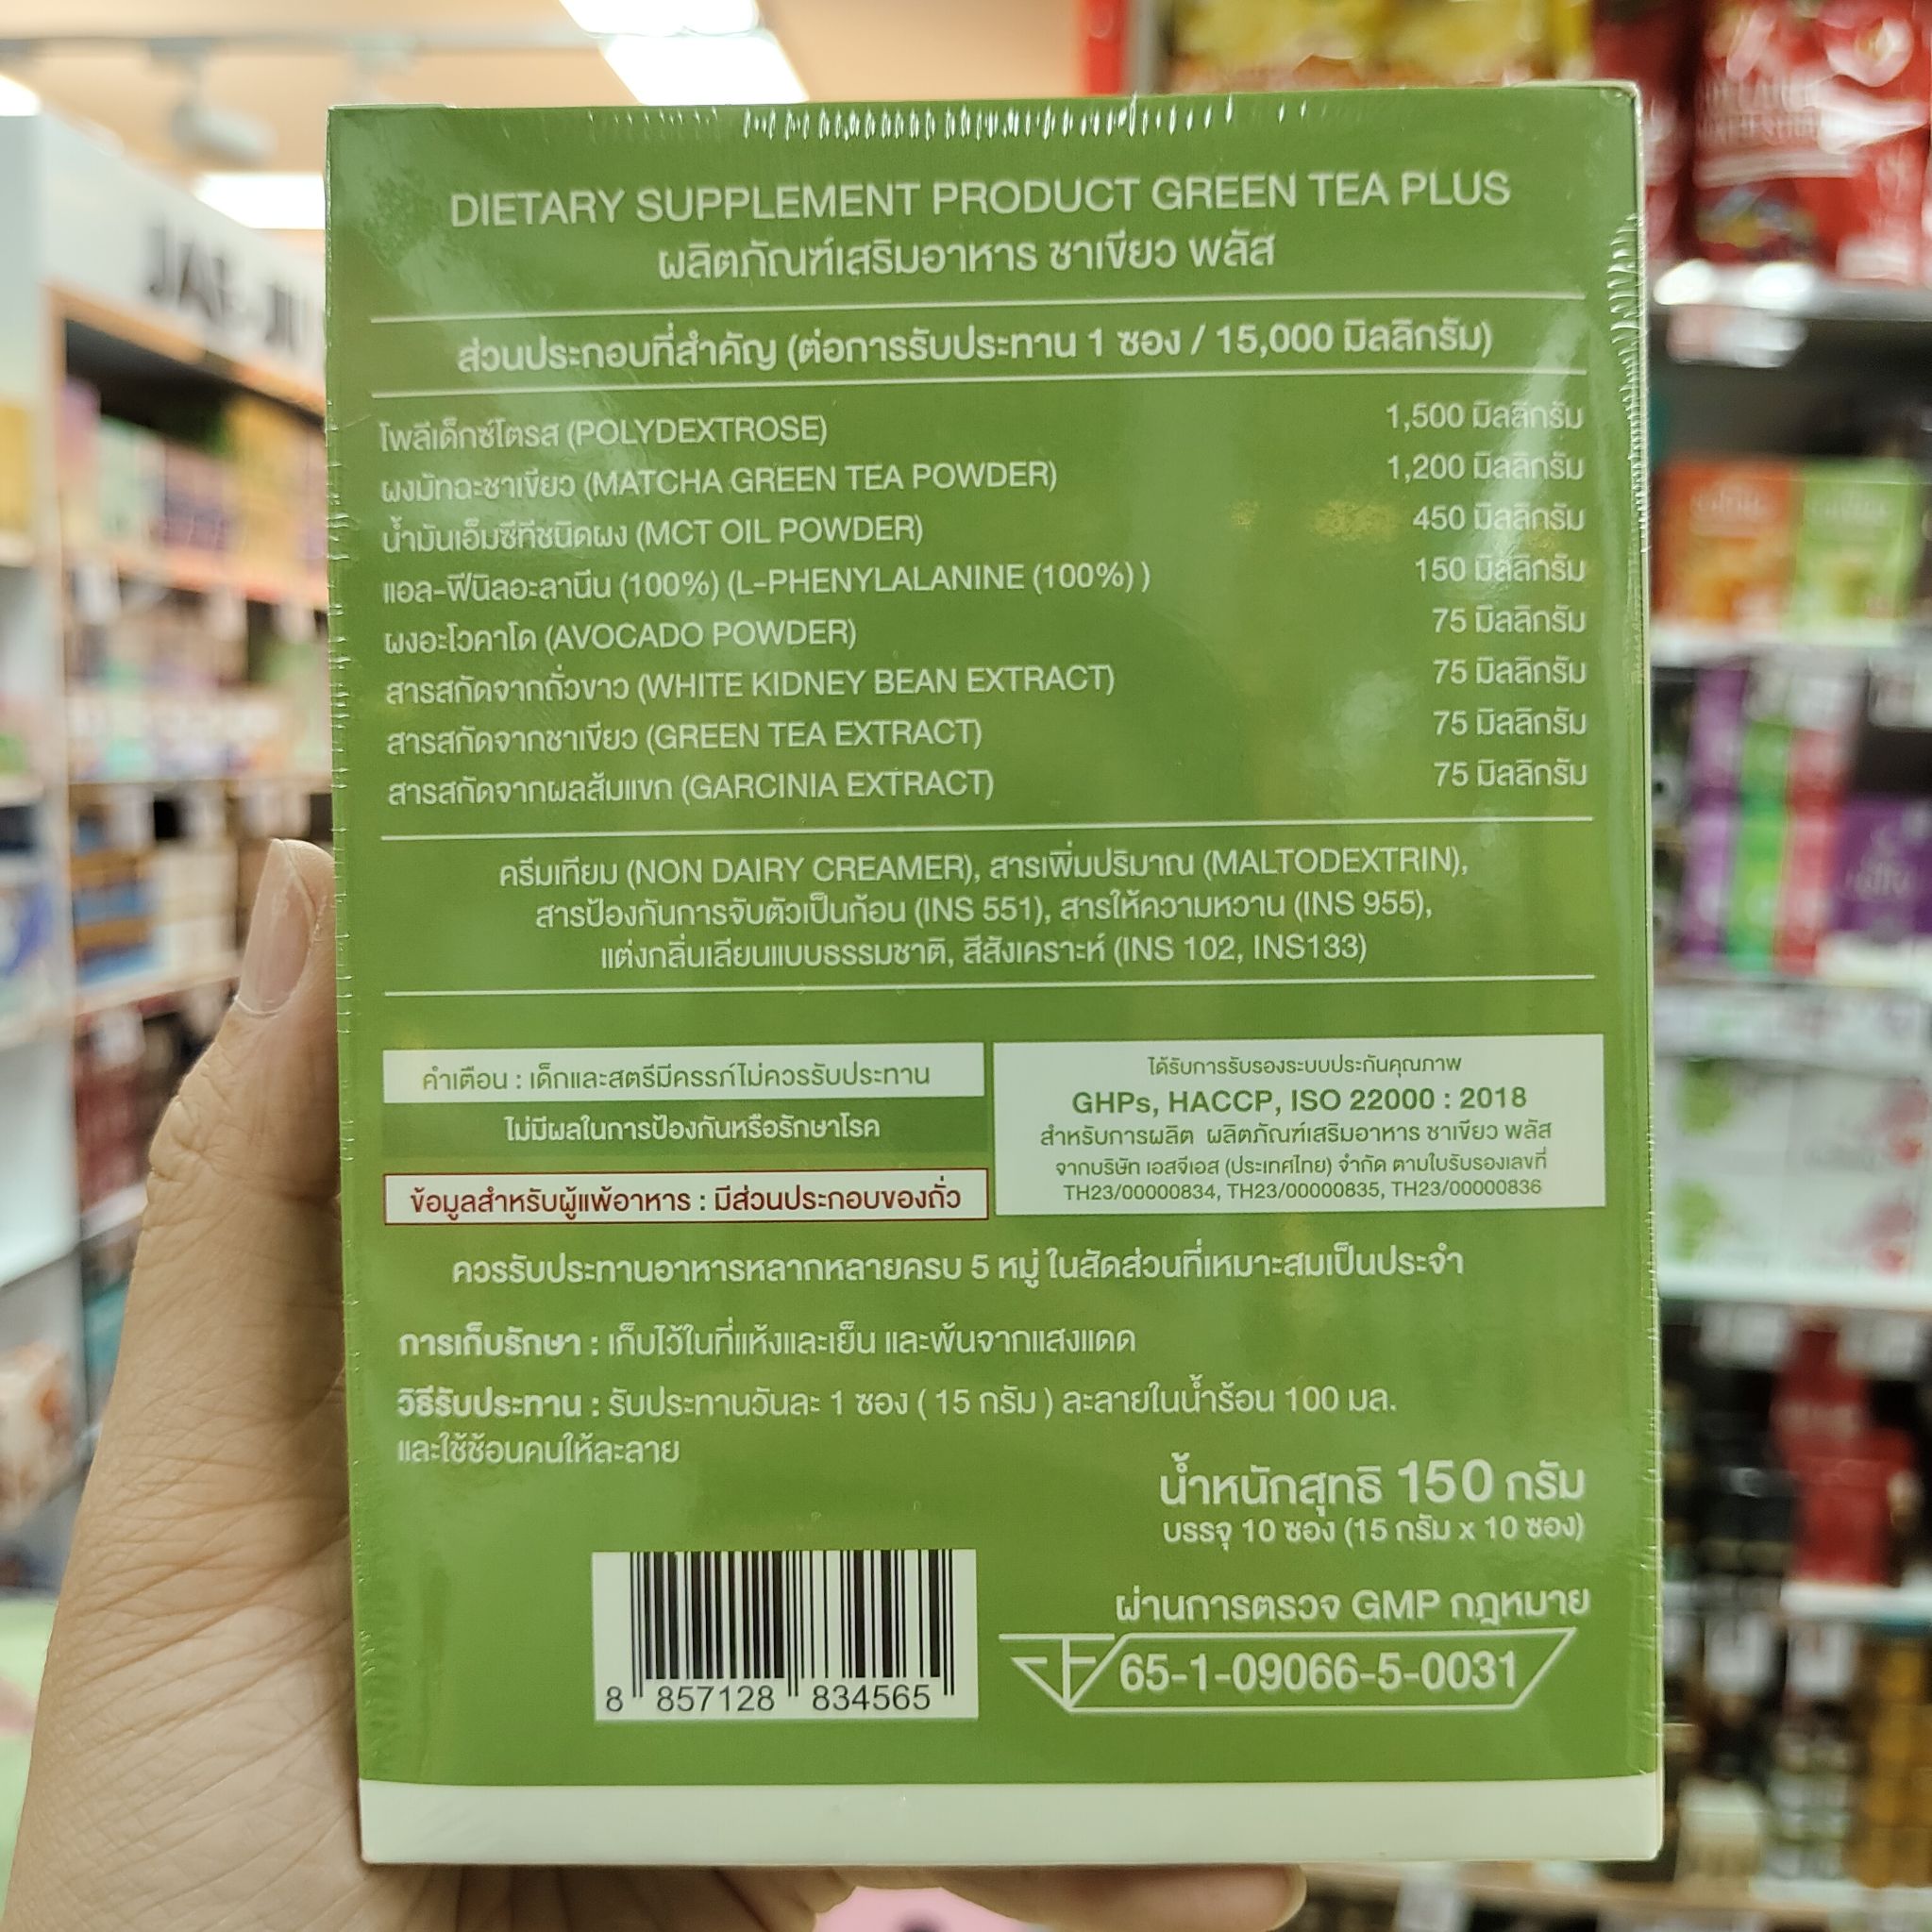 DIETARY SUPPLEMENT PRODUCT GREEN TEA PLUS
ผลิตภัณฑ์เสริมอาหาร ชาเขียว พลัส
ส่วนประกอบที่สำคัญ (ต่อการรับประทาน 1 ซอง / 15,000 มิลลิกรัม)
โพลีเด็กซ์โตรส (POLYDEXTROSE) 1,500 มิลลิกรัม
ผงมัทฉะชาเขียว (MATCHA GREEN TEA POWDER) 1,200 มิลลิกรัม
น้ำมันเอ็มซีทีชนิดผง (MCT OIL POWDER) 450 มิลลิกรัม
แอล-ฟีนิลอะลานีน (100%) (L-PHENYLALANINE (100%) ) 150 มิลลิกรัม
ผงอะโวคาโด (AVOCADO POWDER) 75 มิลลิกรัม
สารสกัดจากถั่วขาว (WHITE KIDNEY BEAN EXTRACT) 75 มิลลิกรัม
สารสกัดจากชาเขียว (GREEN TEA EXTRACT) 75 มิลลิกรัม
สารสกัดจากผลส้มแขก (GARCINIA EXTRACT) 75 มิลลิกรัม
ครีมเทียม (NON DAIRY CREAMER), สารเพิ่มปริมาณ (MALTODEXTRIN),
สารป้องกันการจับตัวเป็นก้อน (INS 551), สารให้ความหวาน (INS 955),
แต่งกลิ่นเลียนแบบธรรมชาติ, สีสังเคราะห์ (INS 102, INS133)
คำเตือน : เด็กและสตรีมีครรภ์ไม่ควรรับประทาน
ไม่มีผลในการป้องกันหรือรักษาโรค
ข้อมูลสำหรับผู้แพ้อาหาร : มีส่วนประกอบของถั่ว
ได้รับการรับรองระบบประกันคุณภาพ
GHPs, HACCP, ISO 22000 : 2018
สำหรับการผลิต ผลิตภัณฑ์เสริมอาหาร ชาเขียว พลัส
จากบริษัท เอสจีเอส (ประเทศไทย) จำกัด ตามใบรับรองเลขที่
TH23/00000834, TH23/00000835, TH23/00000836
ควรรับประทานอาหารหลากหลายครบ 5 หมู่ ในสัดส่วนที่เหมาะสมเป็นประจำ
การเก็บรักษา : เก็บไว้ในที่แห้งและเย็น และพ้นจากแสงแดด
วิธีรับประทาน : รับประทานวันละ 1 ซอง ( 15 กรัม ) ละลายในน้ำร้อน 100 มล.
และใช้ช้อนคนให้ละลาย
น้ำหนักสุทธิ 150 กรัม
บรรจุ 10 ซอง (15 กรัม x 10 ซอง)
ผ่านการตรวจ GMP กฎหมาย
65-1-09066-5-0031
8 857128 834565